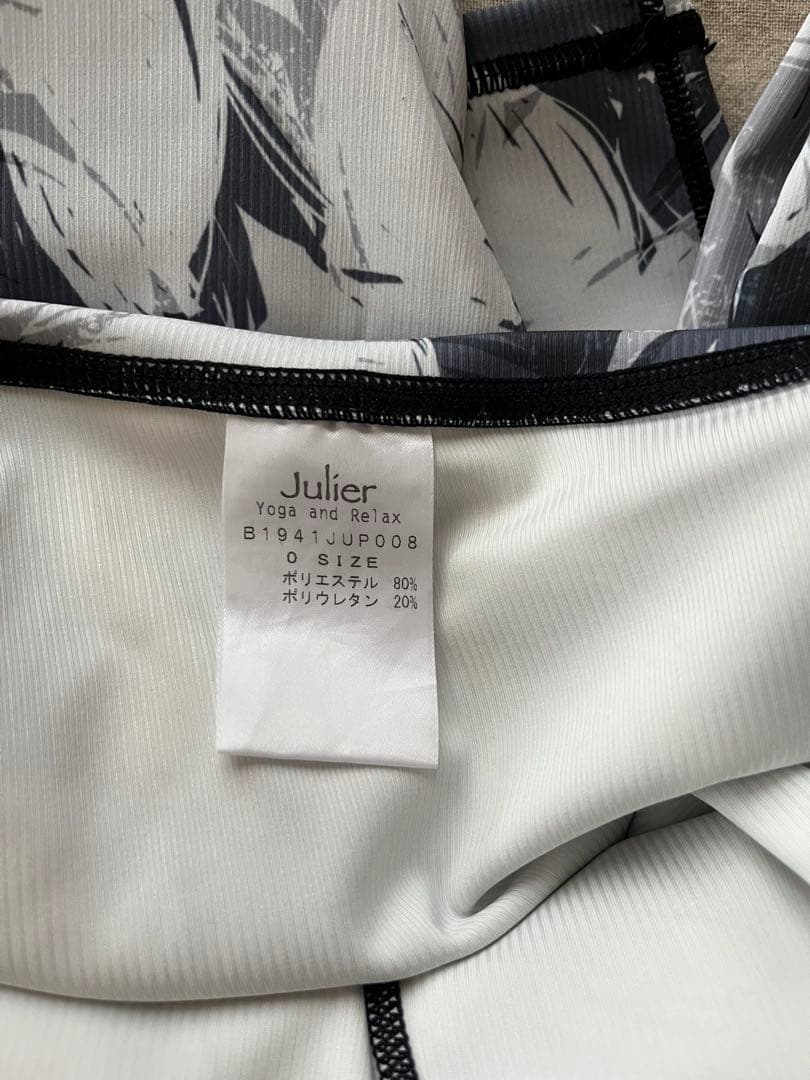 Julier
Yoga and Relax
B1941JUP008
0 SIZE
ポリエステル 80%
ポリウレタン 20%